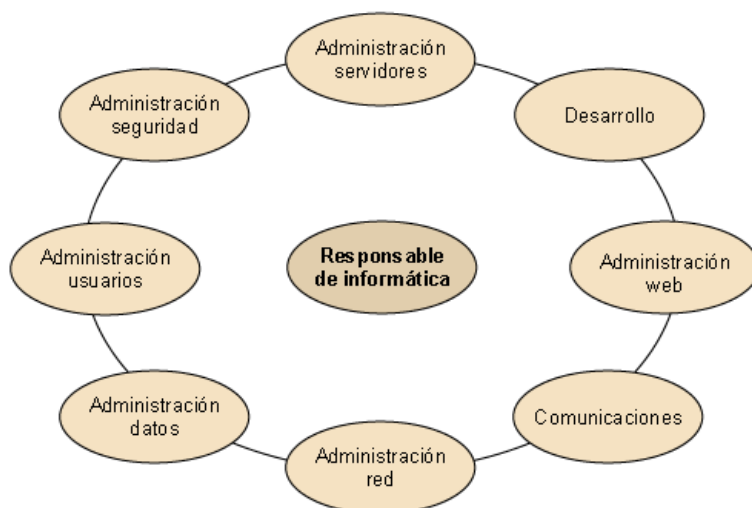 Administración
servidores
Administración
seguridad
Desarrollo
Administración
usuarios
Responsable
de informática
Administración
web
Administración
datos
Comunicaciones
Administración
red